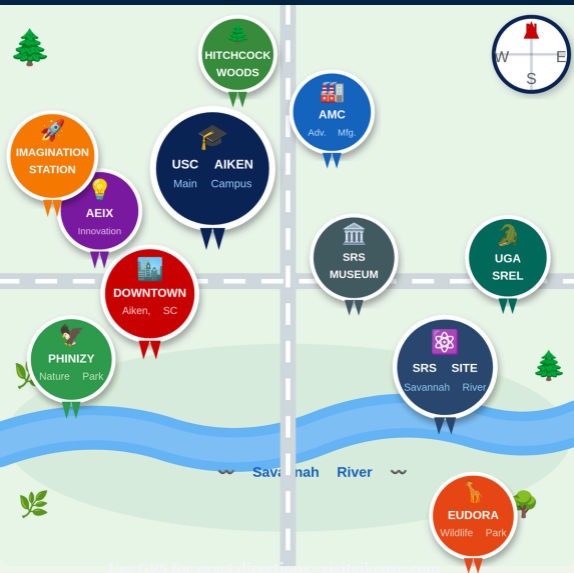 HITCHCOCK
WOODS
W E
S
AMC
Adv. Mfg.
IMAGINATION
STATION
USC AIKEN
Main Campus
AEIX
Innovation
SRS
MUSEUM
UGA
SREL
DOWNTOWN
Aiken, SC
PHINIZY
Nature Park
SRS SITE
Savannah River
Savannah River
EUDORA
Wildlife Park